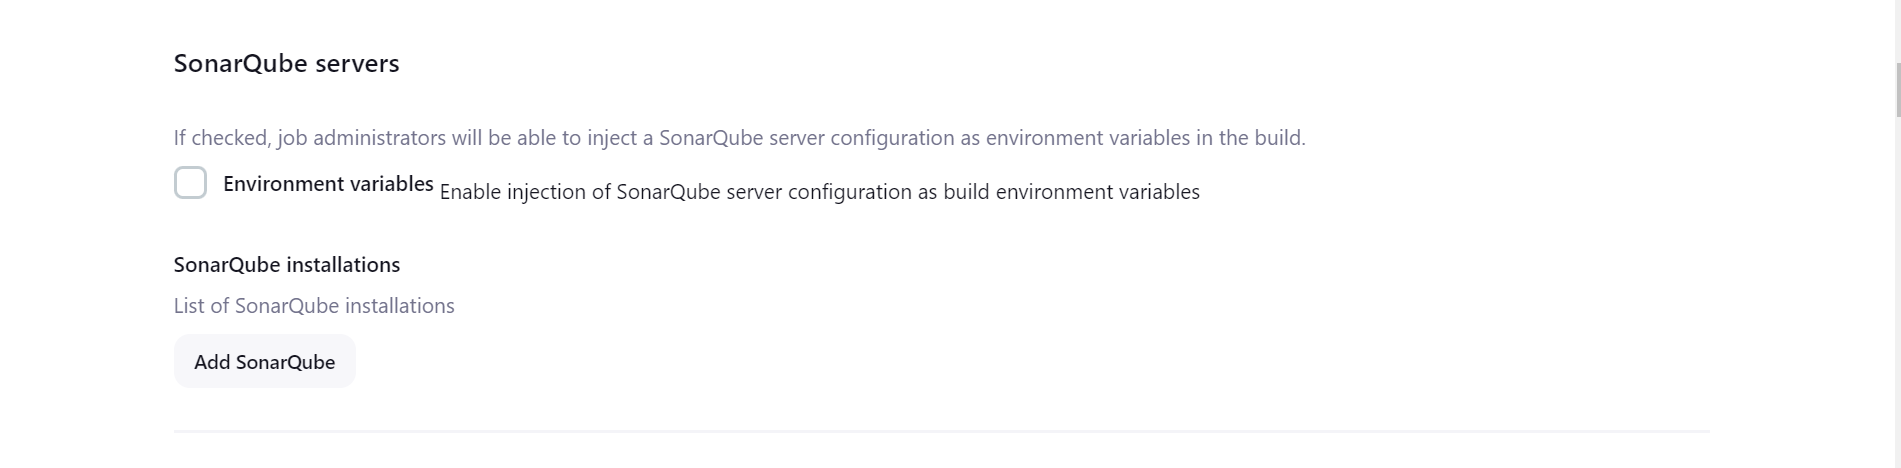 SonarQube servers
If checked, job administrators will be able to inject a SonarQube server configuration as environment variables in the build.
Environment variables Enable injection of SonarQube server configuration as build environment variables
SonarQube installations
List of SonarQube installations
Add SonarQube